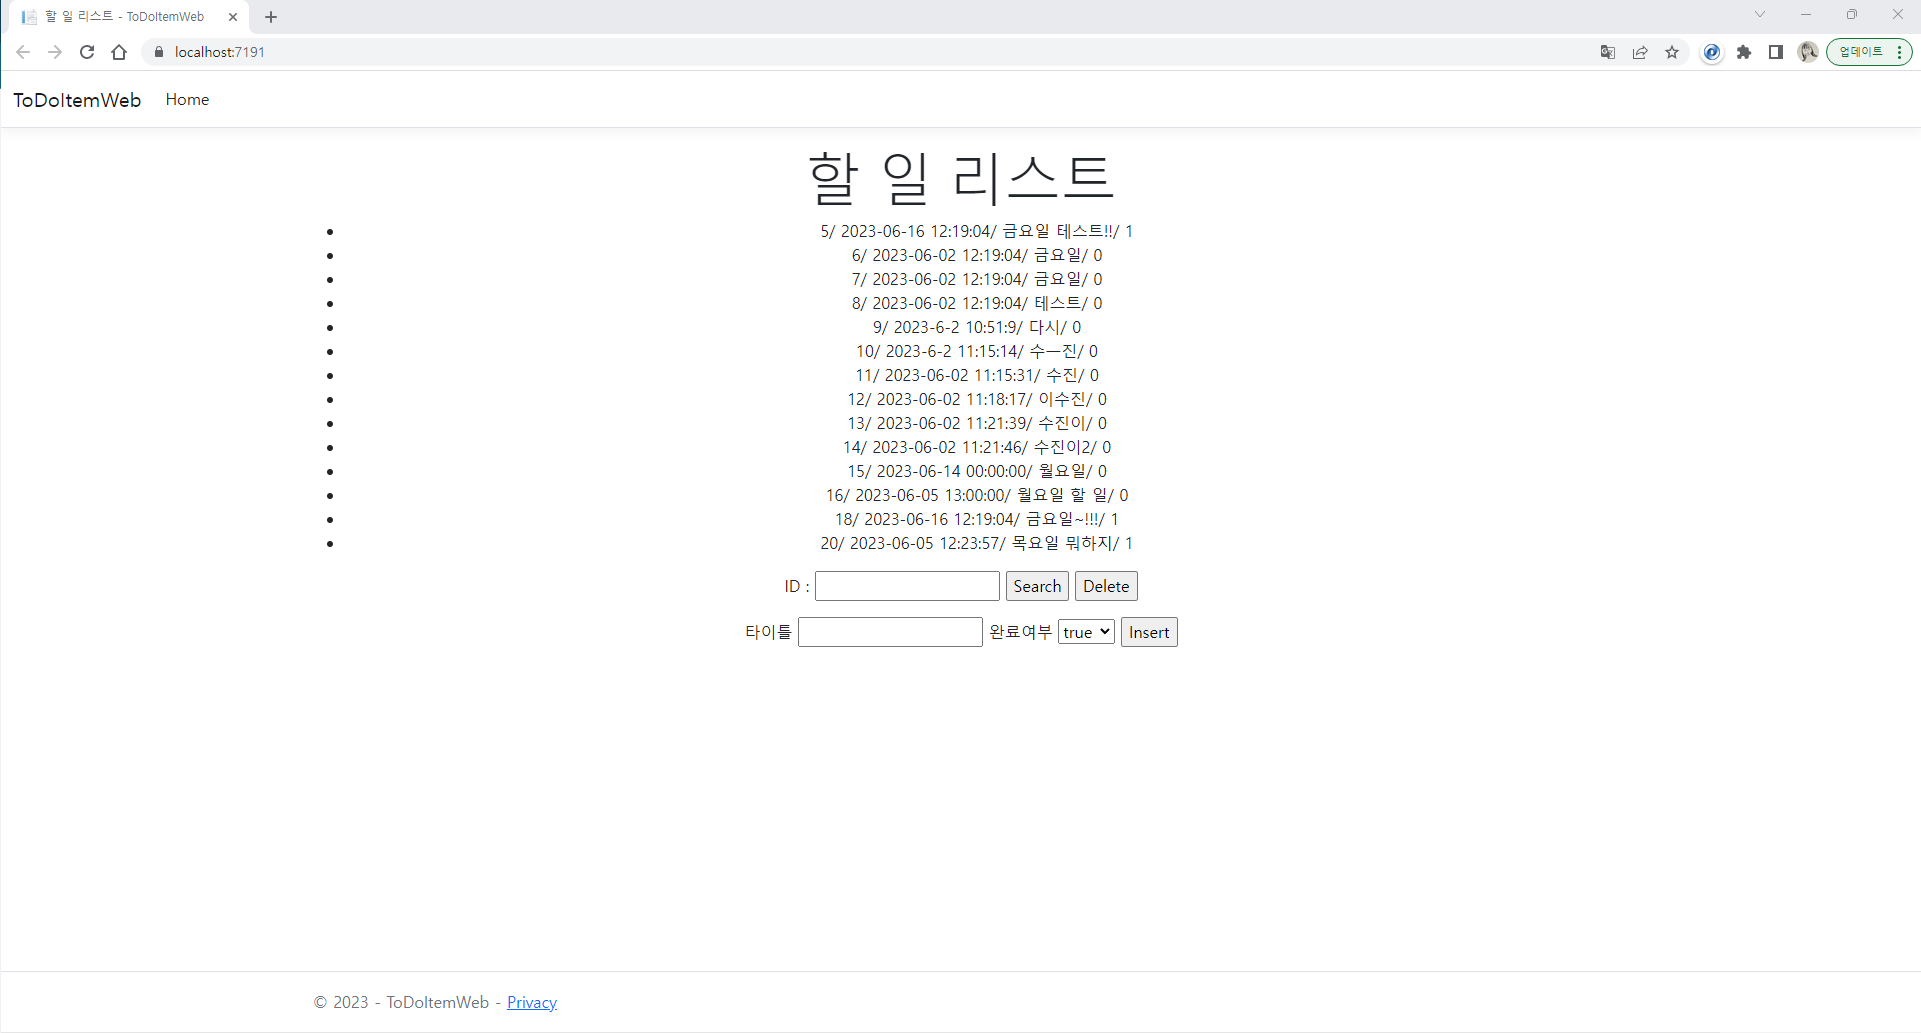 할 일 리스트 - ToDoItemWeb
localhost:7191
업데이트
ToDoItemWeb Home
할 일 리스트
5/ 2023-06-16 12:19:04/ 금요일 테스트!!/ 1
6/ 2023-06-02 12:19:04/ 금요일/ 0
7/ 2023-06-02 12:19:04/ 금요일/ 0
8/ 2023-06-02 12:19:04/ 테스트/ 0
9/ 2023-6-2 10:51:9/ 다시/ 0
10/ 2023-6-2 11:15:14/ 수ㅡ진/ 0
11/ 2023-06-02 11:15:31/ 수진/ 0
12/ 2023-06-02 11:18:17/ 이수진/ 0
13/ 2023-06-02 11:21:39/ 수진이/ 0
14/ 2023-06-02 11:21:46/ 수진이2/ 0
15/ 2023-06-14 00:00:00/ 월요일/ 0
16/ 2023-06-05 13:00:00/ 월요일 할 일/ 0
18/ 2023-06-16 12:19:04/ 금요일~!!!/ 1
20/ 2023-06-05 12:23:57/ 목요일 뭐하지/ 1
ID : Search Delete
타이틀 완료여부 true Insert
© 2023 - ToDoItemWeb - Privacy